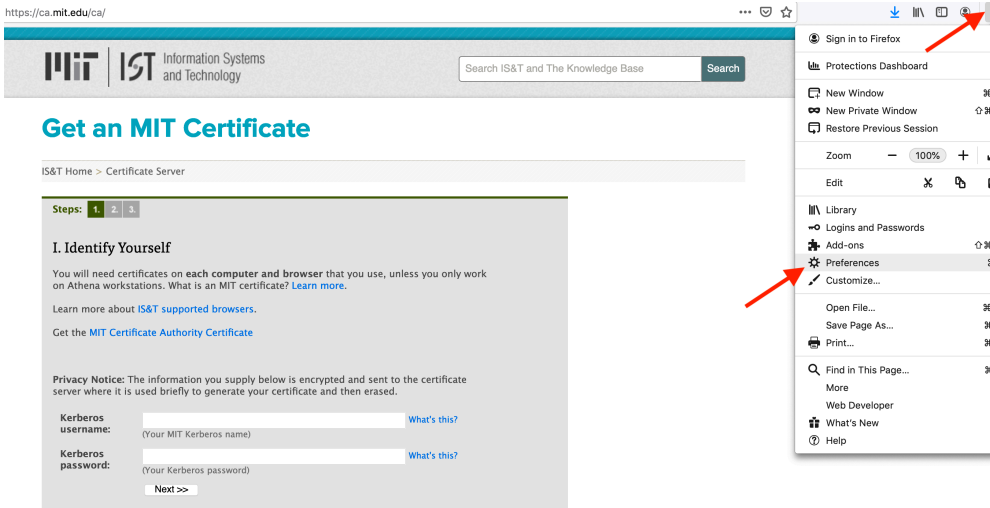 https://ca.mit.edu/ca/
MIT
IST
Information Systems
and Technology
Search IS&T and The Knowledge Base
Search
Get an MIT Certificate
IS&T Home > Certificate Server
Steps: 1. 2. 3.
I. Identify Yourself
You will need certificates on each computer and browser that you use, unless you only work
on Athena workstations. What is an MIT certificate? Learn more.
Learn more about IS&T supported browsers.
Get the MIT Certificate Authority Certificate
Privacy Notice: The information you supply below is encrypted and sent to the certificate
server where it is used briefly to generate your certificate and then erased.
Kerberos
username:
What's this?
(Your MIT Kerberos name)
Kerberos
password:
What's this?
(Your Kerberos password)
Next >>
Sign in to Firefox
Protections Dashboard
New Window
New Private Window
Restore Previous Session
Zoom − 100% +
Edit
Library
Logins and Passwords
Add-ons
Preferences
Customize...
Open File...
Save Page As...
Print...
Find in This Page...
More
Web Developer
What's New
Help